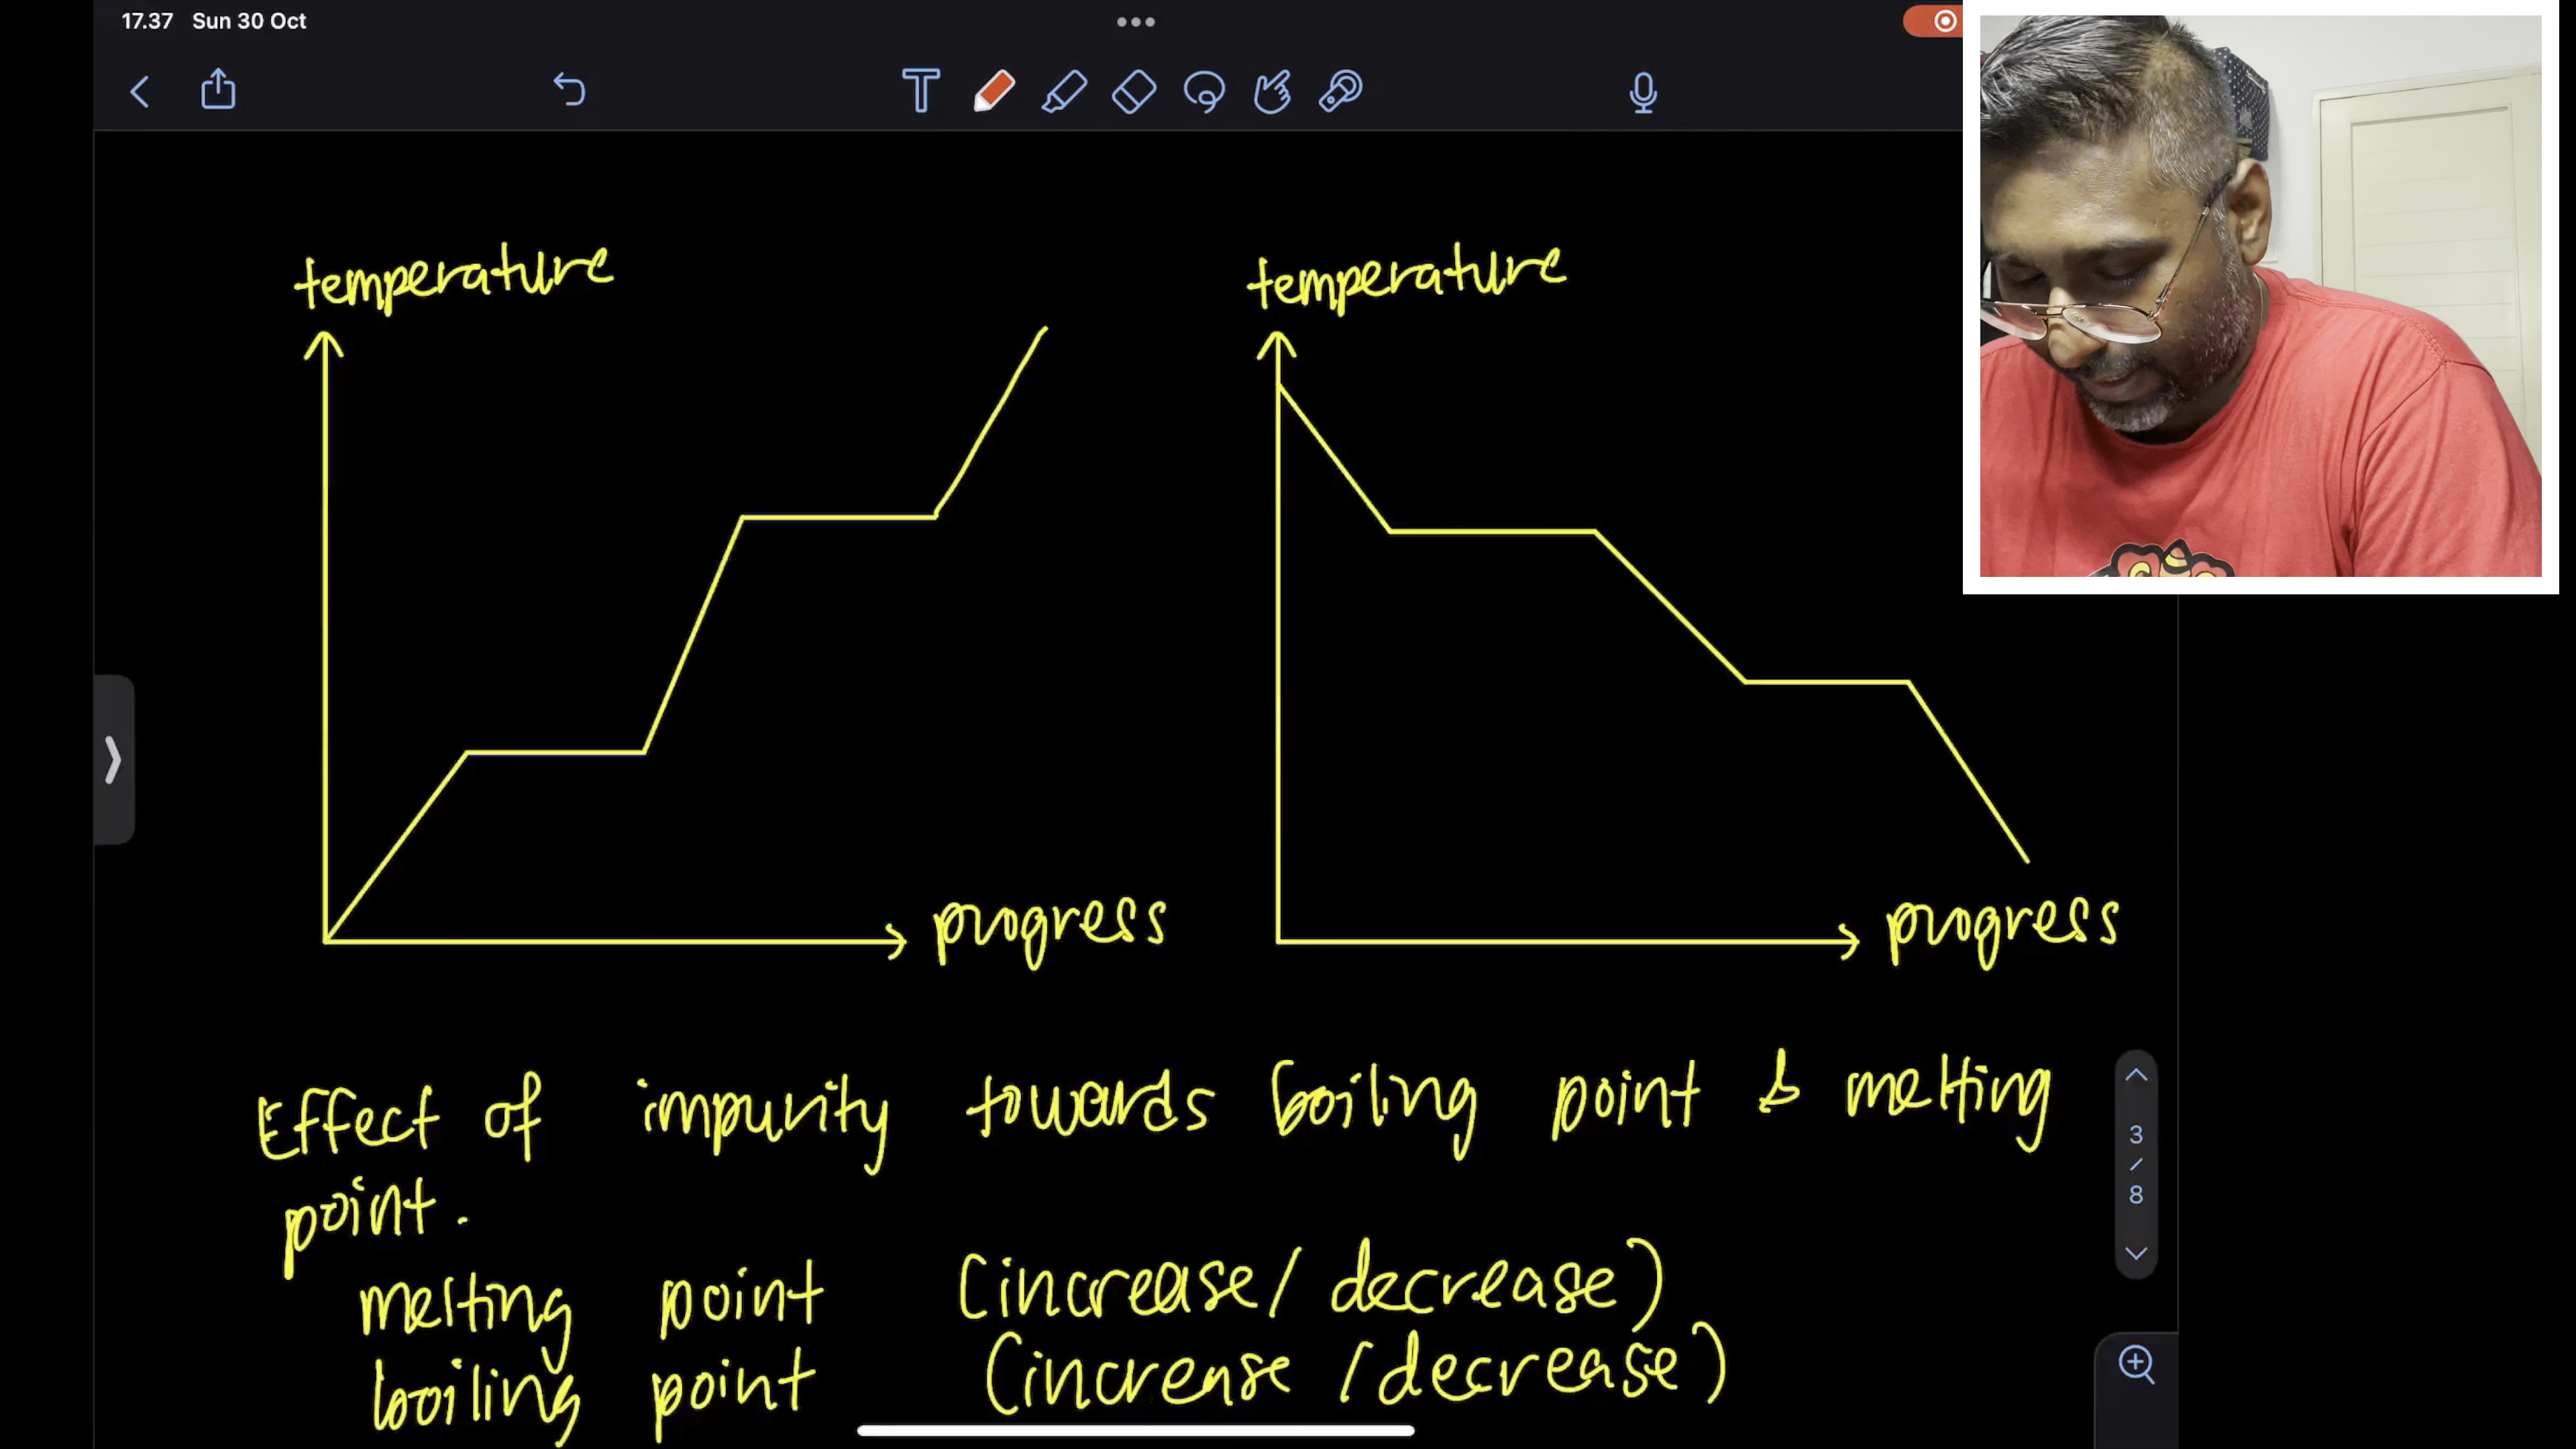 17.37 Sun 30 Oct
T
temperature
temperature
progress
progress
Effect of impurity towards boiling point & melting
point.
melting point (increase/ decrease)
boiling point (increase /decrease)
3
/
8